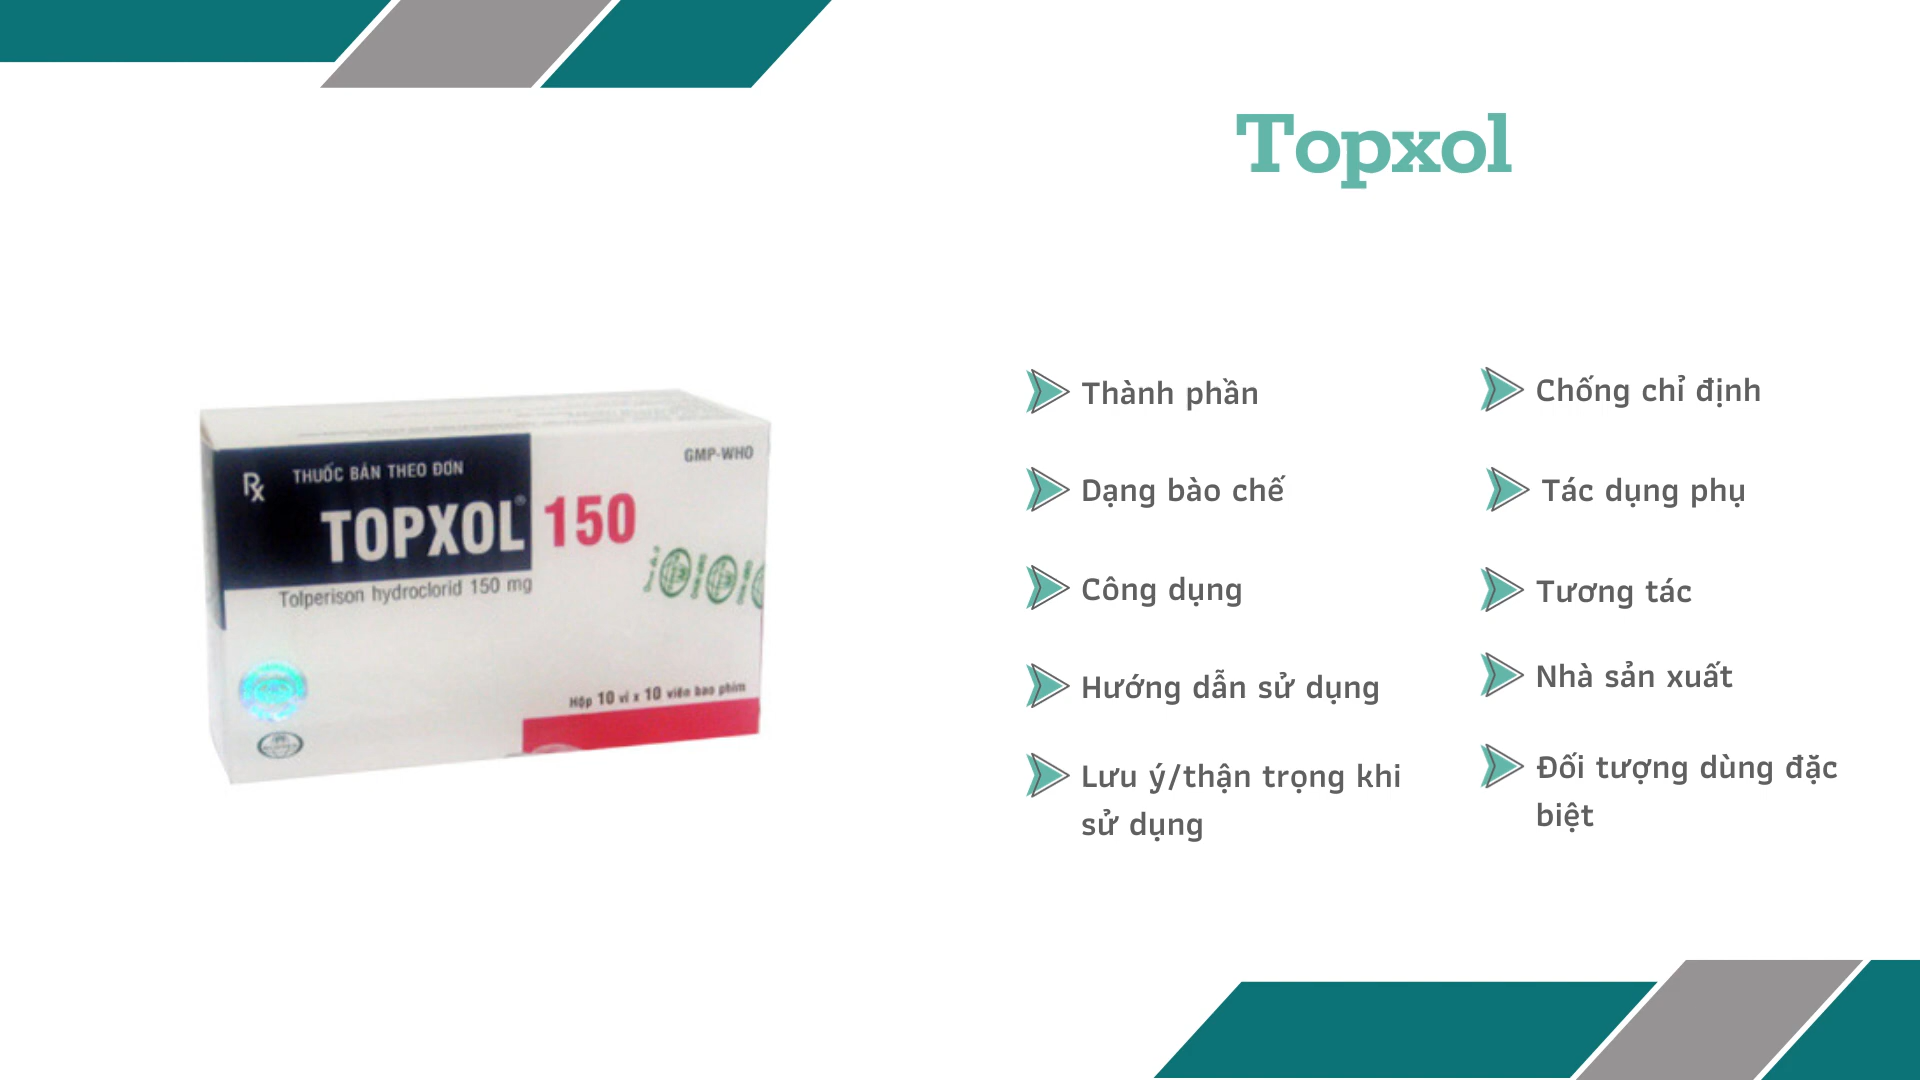 Topxol
Rx THUỐC BÁN THEO ĐƠN
GMP-WHO
TOPXOL® 150
Tolperison hydroclorid 150 mg
Hộp 10 vỉ x 10 viên bao phim
Thành phần
Dạng bào chế
Công dụng
Hướng dẫn sử dụng
Lưu ý/thận trọng khi
sử dụng
Chống chỉ định
Tác dụng phụ
Tương tác
Nhà sản xuất
Đối tượng dùng đặc
biệt